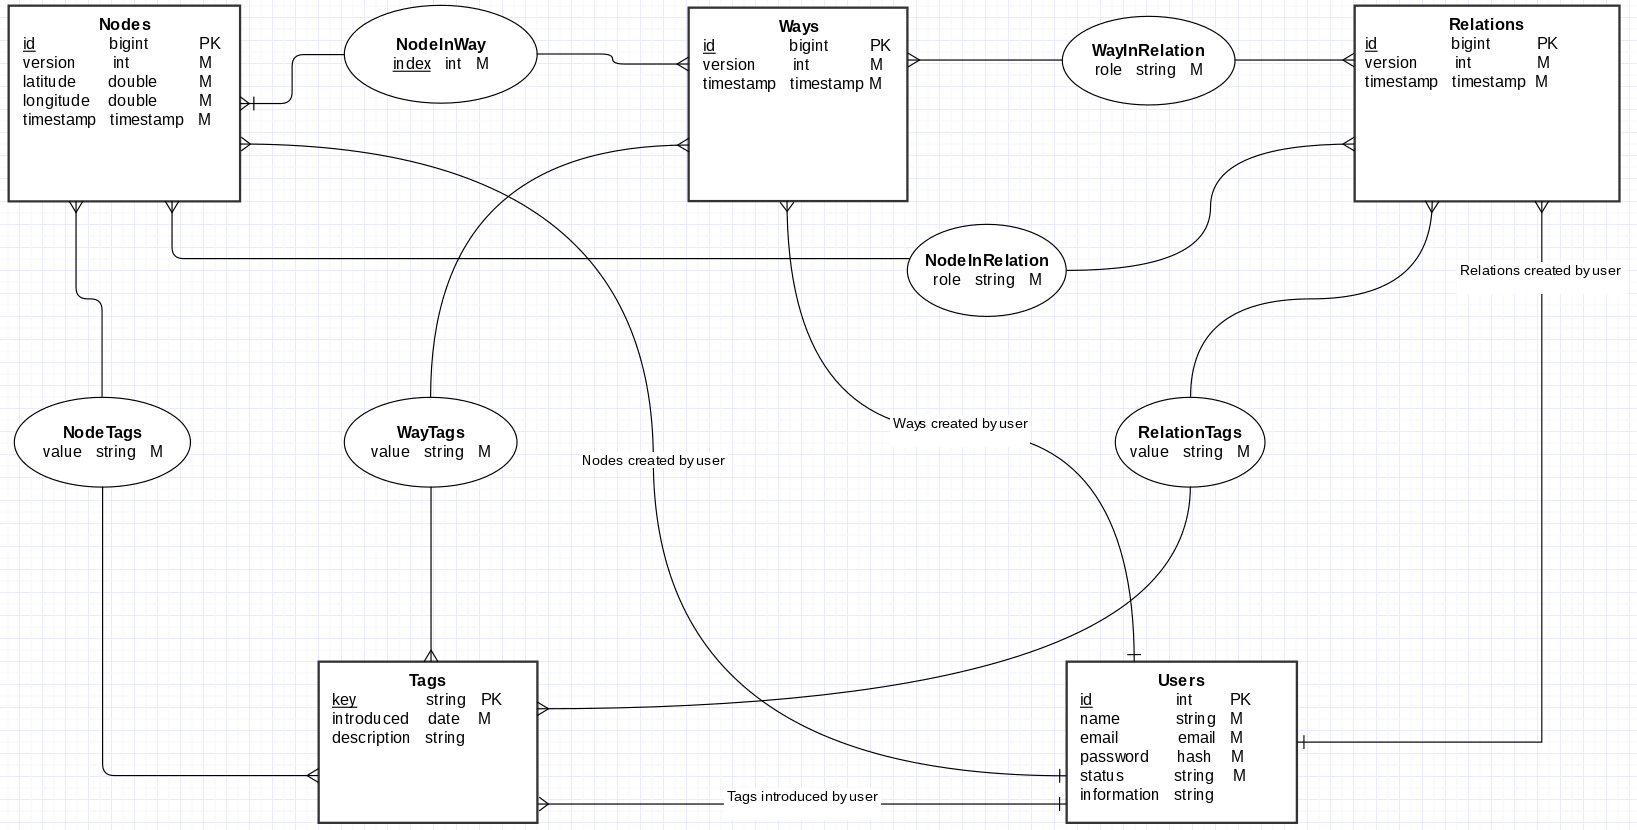 Nodes
id bigint PK
version int M
latitude double M
longitude double M
timestamp timestamp M
NodeInWay
index int M
Ways
id bigint PK
version int M
timestamp timestamp M
WayInRelation
role string M
Relations
id bigint PK
version int M
timestamp timestamp M
NodeInRelation
role string M
Relations created by user
NodeTags
value string M
WayTags
value string M
Nodes created by user
Ways created by user
RelationTags
value string M
Tags
key string PK
introduced date M
description string
Tags introduced by user
Users
id int PK
name string M
email email M
password hash M
status string M
information string